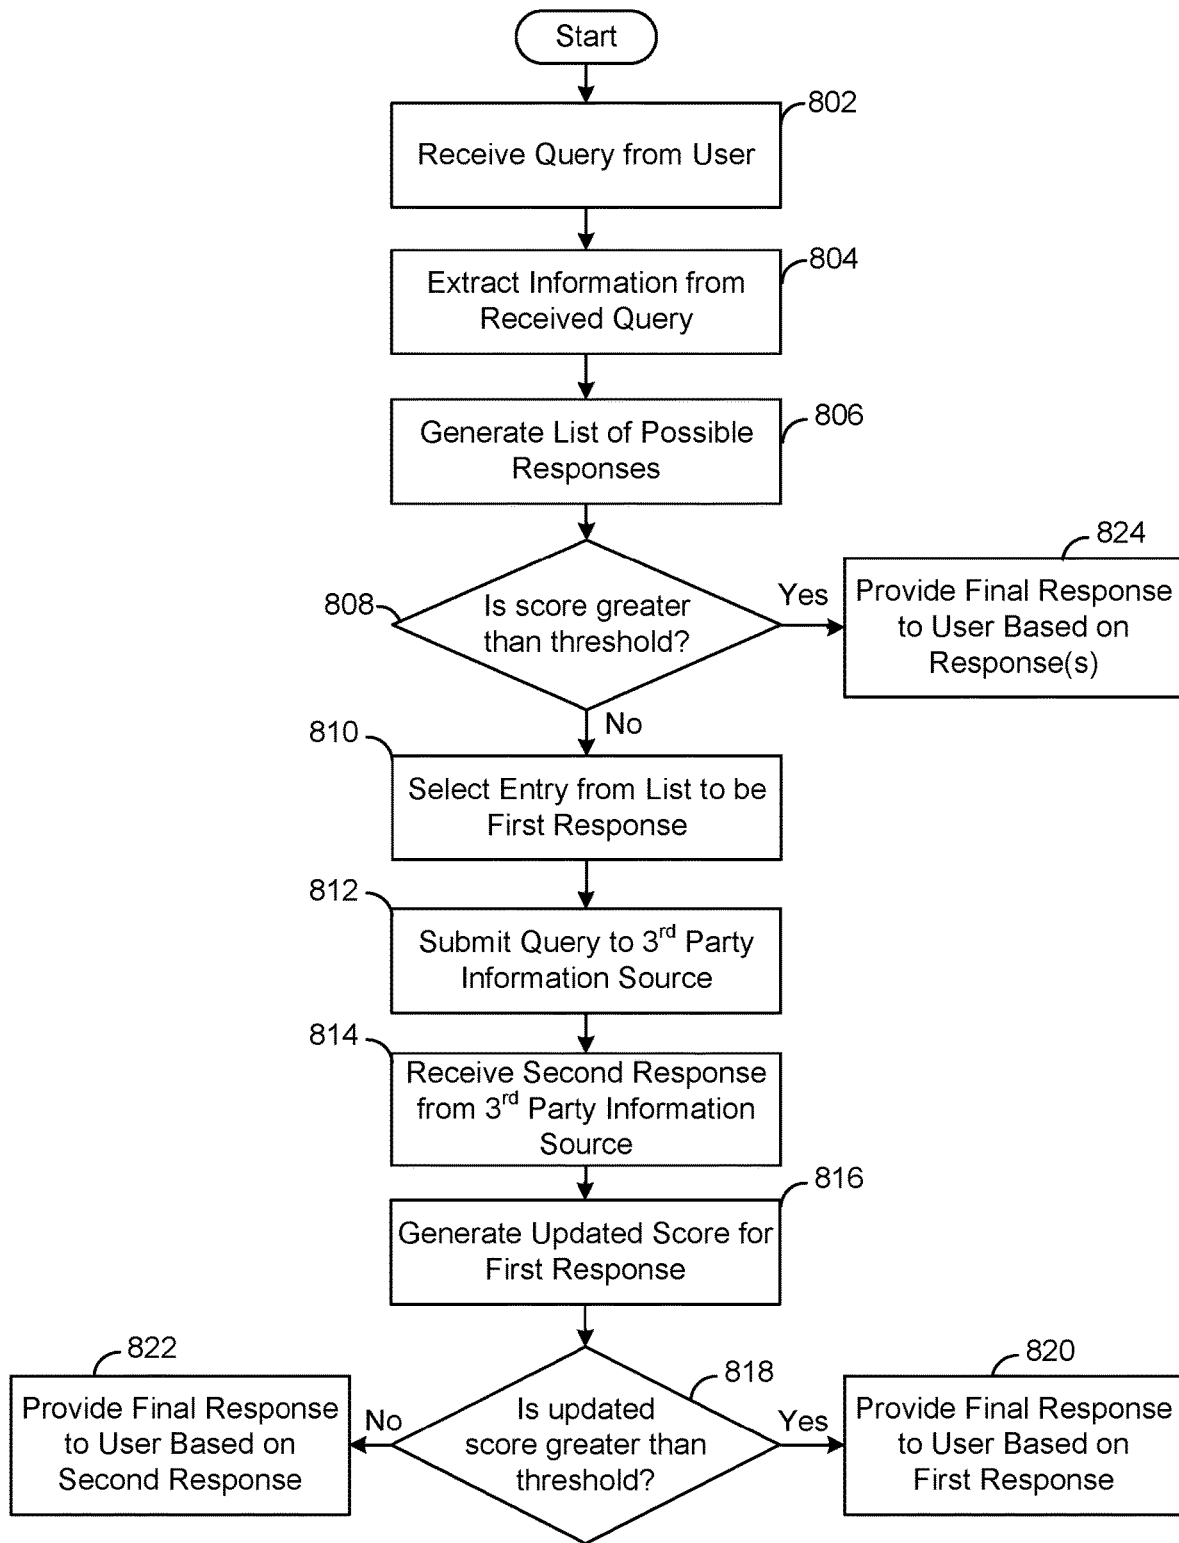 Start
802
Receive Query from User
804
Extract Information from
Received Query
806
Generate List of Possible
Responses
808
Is score greater
than threshold?
Yes
824
Provide Final Response
to User Based on
Response(s)
No
810
Select Entry from List to be
First Response
812
Submit Query to 3rd Party
Information Source
814
Receive Second Response
from 3rd Party Information
Source
816
Generate Updated Score for
First Response
818
Is updated
score greater than
threshold?
No
822
Provide Final Response
to User Based on
Second Response
Yes
820
Provide Final Response
to User Based on
First Response